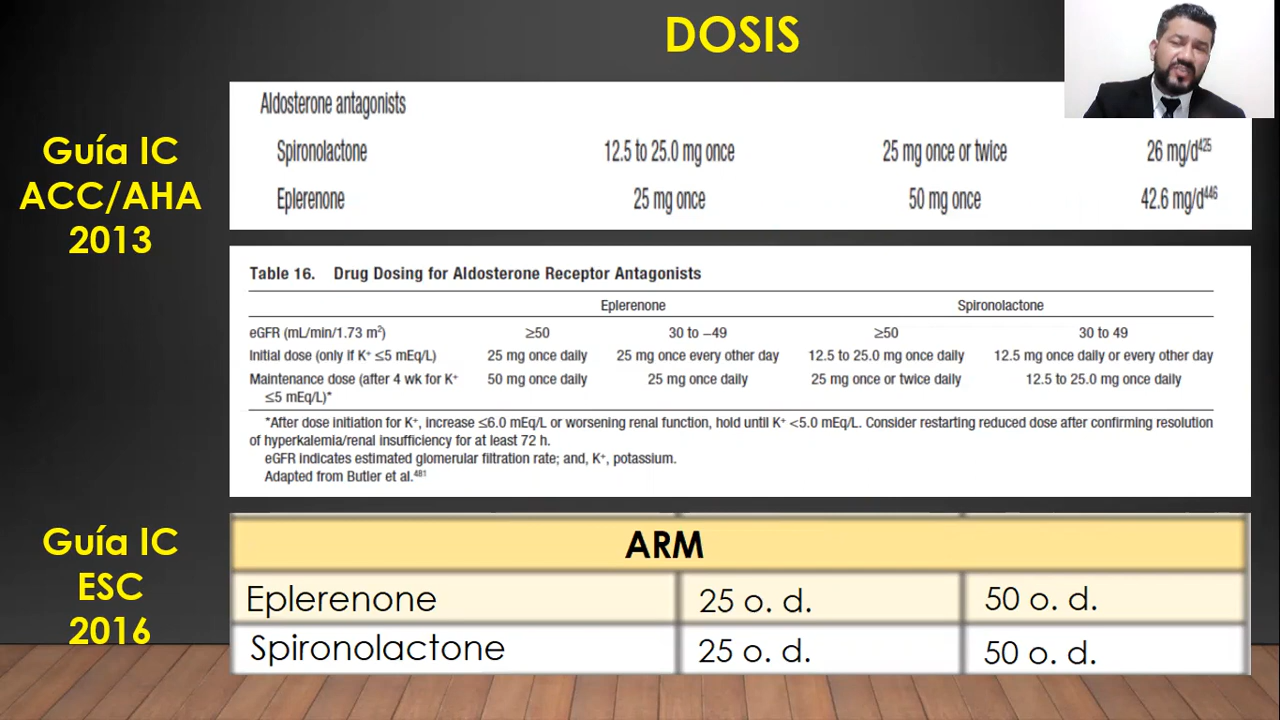 DOSIS
Guía IC
ACC/AHA
2013
Aldosterone antagonists
Spironolactone 12.5 to 25.0 mg once 25 mg once or twice 26 mg/d425
Eplerenone 25 mg once 50 mg once 42.6 mg/d446
Table 16. Drug Dosing for Aldosterone Receptor Antagonists
Eplerenone Spironolactone
eGFR (mL/min/1.73 m2) ≥50 30 to –49 ≥50 30 to 49
Initial dose (only if K+ ≤5 mEq/L) 25 mg once daily 25 mg once every other day 12.5 to 25.0 mg once daily 12.5 mg once daily or every other day
Maintenance dose (after 4 wk for K+ 50 mg once daily 25 mg once daily 25 mg once or twice daily 12.5 to 25.0 mg once daily
≤5 mEq/L)*
*After dose initiation for K+, increase ≤6.0 mEq/L or worsening renal function, hold until K+ <5.0 mEq/L. Consider restarting reduced dose after confirming resolution
of hyperkalemia/renal insufficiency for at least 72 h.
eGFR indicates estimated glomerular filtration rate; and, K+, potassium.
Adapted from Butler et al.481
Guía IC
ESC
2016
ARM
Eplerenone 25 o. d. 50 o. d.
Spironolactone 25 o. d. 50 o. d.